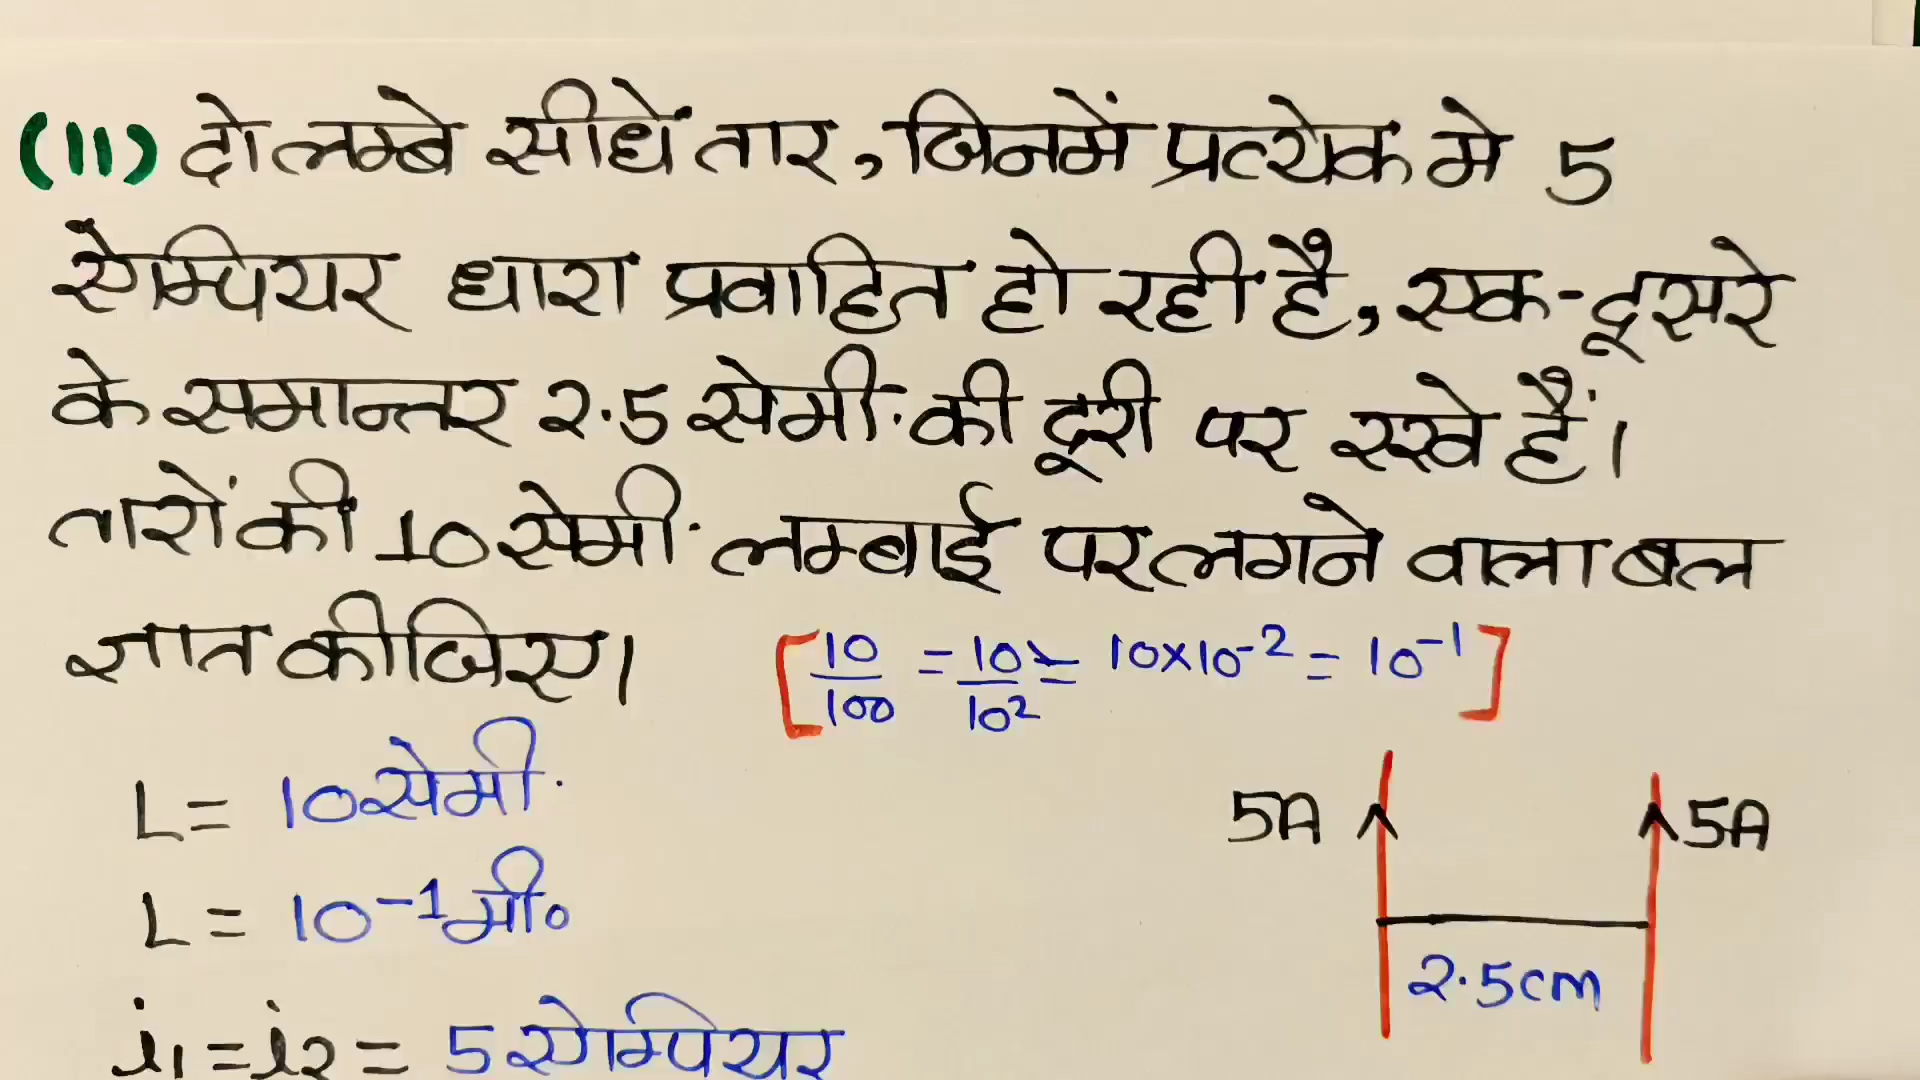 (11) दो लम्बे सीधें तार, जिनमें प्रत्येक मे 5
ऐम्पियर धारा प्रवाहित हो रही है, एक-दूसरे
के समान्तर 2.5 सेमी. की दूरी पर रखे हैं।
तारों की 10 सेमी. लम्बाई पर लगने वाला बल
ज्ञात कीजिए।
[10/100 = 10/10² = 10×10⁻² = 10⁻¹]
L = 10 सेमी.
5A 5A
L = 10⁻¹ मी०
2.5cm
i₁ = i₂ = 5 ऐम्पियर